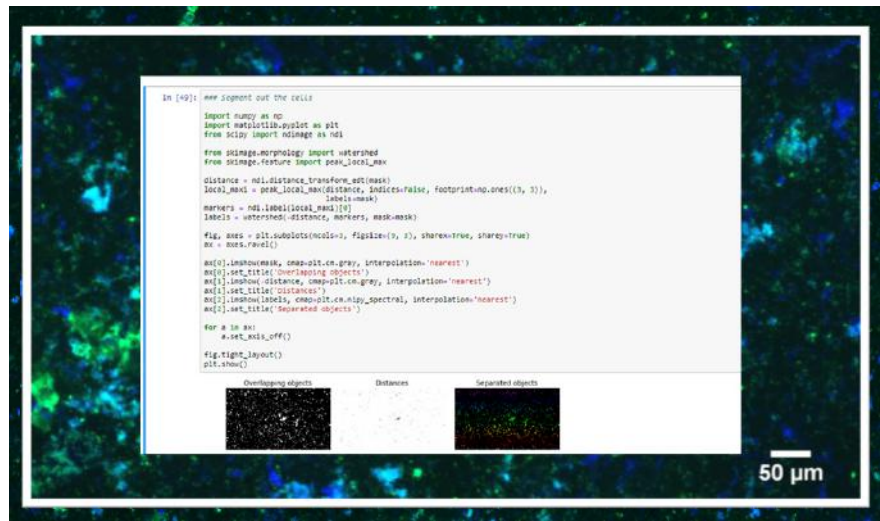 In [49]: ### Segment out the cells
import numpy as np
import matplotlib.pyplot as plt
from scipy import ndimage as ndi
from skimage.morphology import watershed
from skimage.feature import peak_local_max
distance = ndi.distance_transform_edt(mask)
local_maxi = peak_local_max(distance, indices=False, footprint=np.ones((3, 3)),
labels=mask)
markers = ndi.label(local_maxi)[0]
labels = watershed(-distance, markers, mask=mask)
fig, axes = plt.subplots(ncols=3, figsize=(9, 3), sharex=True, sharey=True)
ax = axes.ravel()
ax[0].imshow(mask, cmap=plt.cm.gray, interpolation='nearest')
ax[0].set_title('Overlapping objects')
ax[1].imshow(-distance, cmap=plt.cm.gray, interpolation='nearest')
ax[1].set_title('Distances')
ax[2].imshow(labels, cmap=plt.cm.nipy_spectral, interpolation='nearest')
ax[2].set_title('Separated objects')
for a in ax:
a.set_axis_off()
fig.tight_layout()
plt.show()
Overlapping objects Distances Separated objects
50 µm